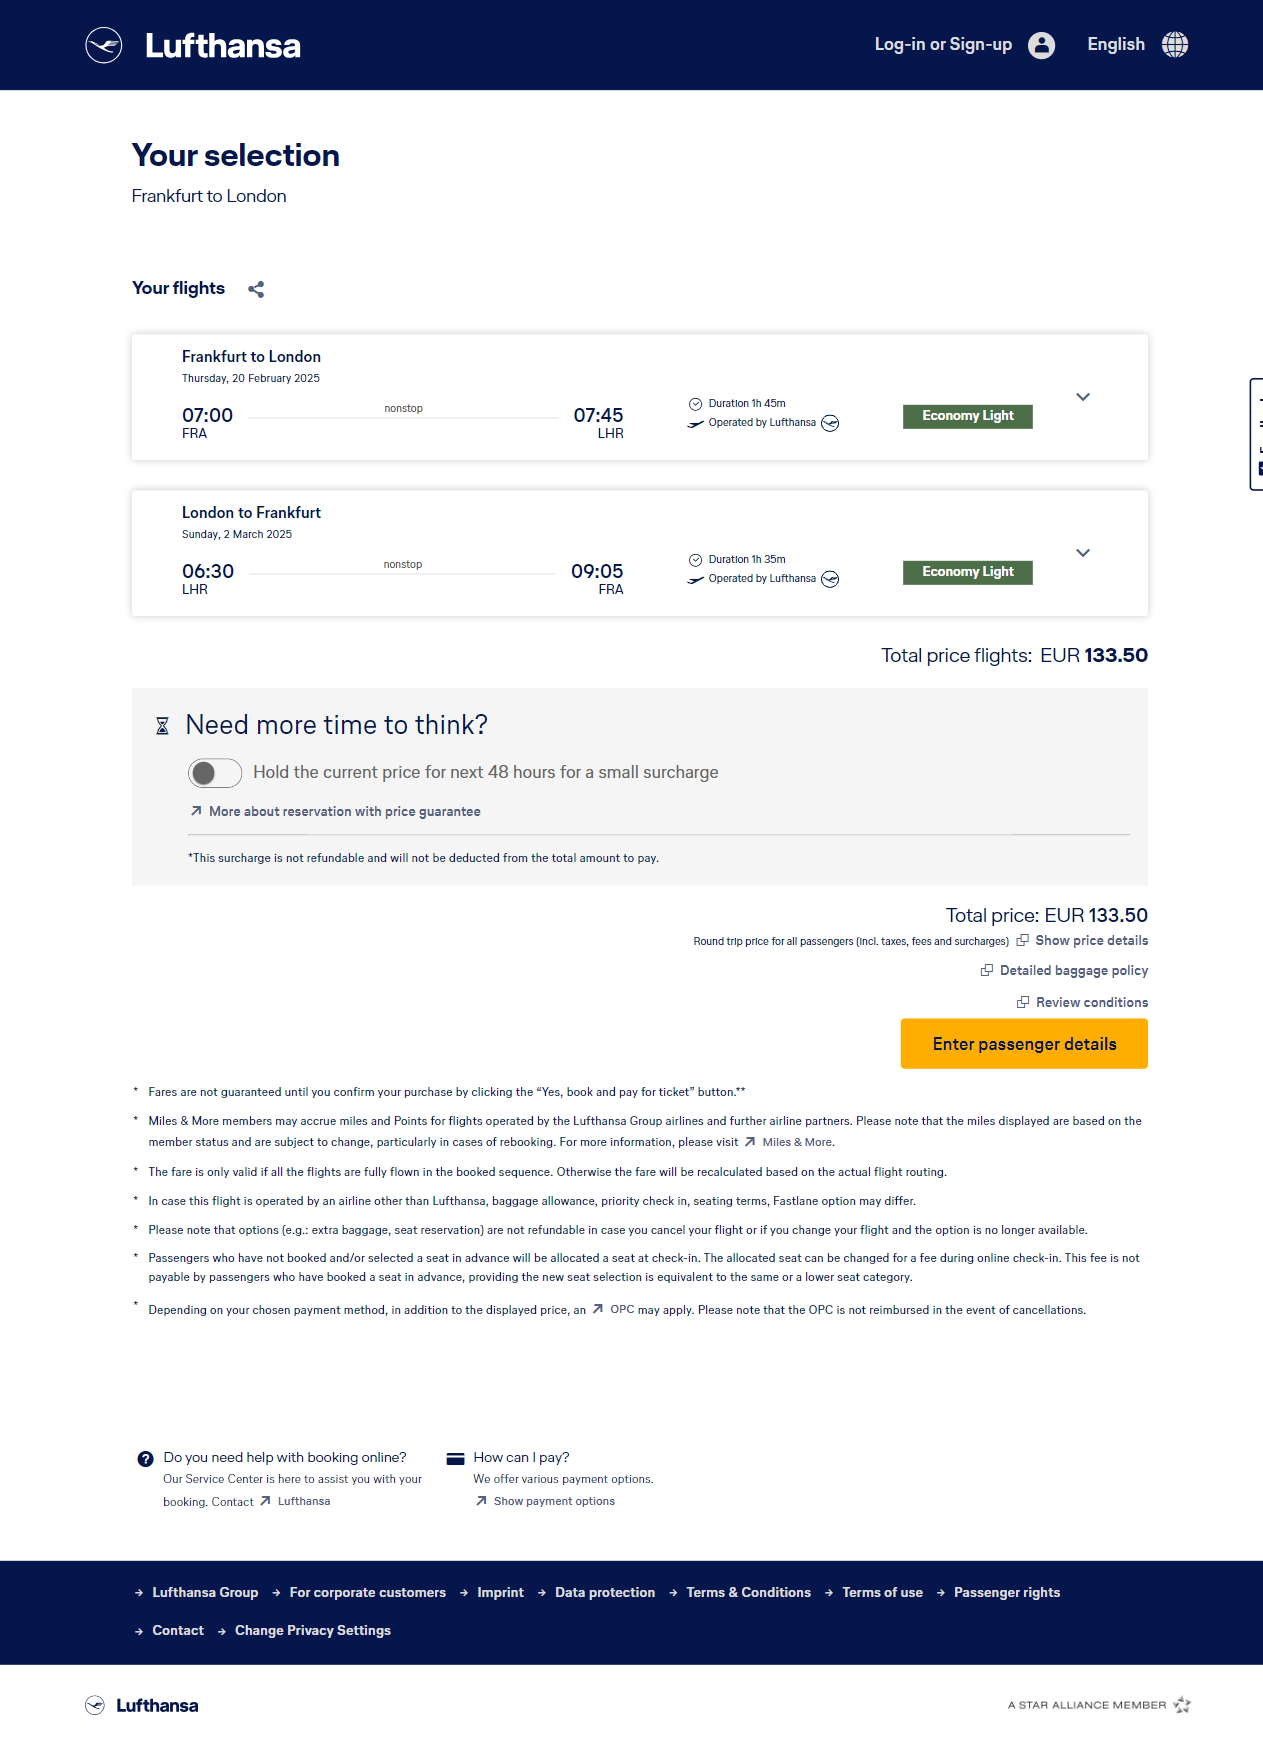 Lufthansa
Log-in or Sign-up
English
Your selection
Frankfurt to London
Your flights
Frankfurt to London
Thursday, 20 February 2025
07:00
nonstop
07:45
FRA
LHR
Duration 1h 45m
Operated by Lufthansa
Economy Light
London to Frankfurt
Sunday, 2 March 2025
06:30
nonstop
09:05
LHR
FRA
Duration 1h 35m
Operated by Lufthansa
Economy Light
Total price flights: EUR 133.50
Need more time to think?
Hold the current price for next 48 hours for a small surcharge
More about reservation with price guarantee
*This surcharge is not refundable and will not be deducted from the total amount to pay.
Total price: EUR 133.50
Round trip price for all passengers (incl. taxes, fees and surcharges) Show price details
Detailed baggage policy
Review conditions
Enter passenger details
* Fares are not guaranteed until you confirm your purchase by clicking the “Yes, book and pay for ticket” button.**
* Miles & More members may accrue miles and Points for flights operated by the Lufthansa Group airlines and further airline partners. Please note that the miles displayed are based on the
member status and are subject to change, particularly in cases of rebooking. For more information, please visit Miles & More.
* The fare is only valid if all the flights are fully flown in the booked sequence. Otherwise the fare will be recalculated based on the actual flight routing.
* In case this flight is operated by an airline other than Lufthansa, baggage allowance, priority check in, seating terms, Fastlane option may differ.
* Please note that options (e.g.: extra baggage, seat reservation) are not refundable in case you cancel your flight or if you change your flight and the option is no longer available.
* Passengers who have not booked and/or selected a seat in advance will be allocated a seat at check-in. The allocated seat can be changed for a fee during online check-in. This fee is not
payable by passengers who have booked a seat in advance, providing the new seat selection is equivalent to the same or a lower seat category.
* Depending on your chosen payment method, in addition to the displayed price, an OPC may apply. Please note that the OPC is not reimbursed in the event of cancellations.
Do you need help with booking online?
Our Service Center is here to assist you with your
booking. Contact Lufthansa
How can I pay?
We offer various payment options.
Show payment options
Lufthansa Group
For corporate customers
Imprint
Data protection
Terms & Conditions
Terms of use
Passenger rights
Contact
Change Privacy Settings
Lufthansa
A STAR ALLIANCE MEMBER